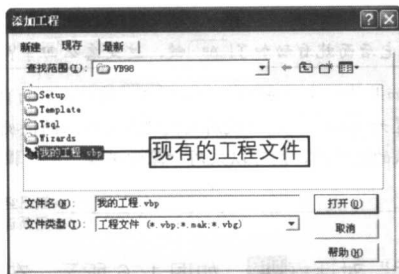 添加工程
新建 现存 最新
查找范围(I): VB98
Setup
Template
Tsql
Wizards
我的工程.vbp
现有的工程文件
文件名(N): 我的工程.vbp 打开(O)
文件类型(T): 工程文件 (*.vbp,*.mak,*.vbg) 取消
帮助(H)